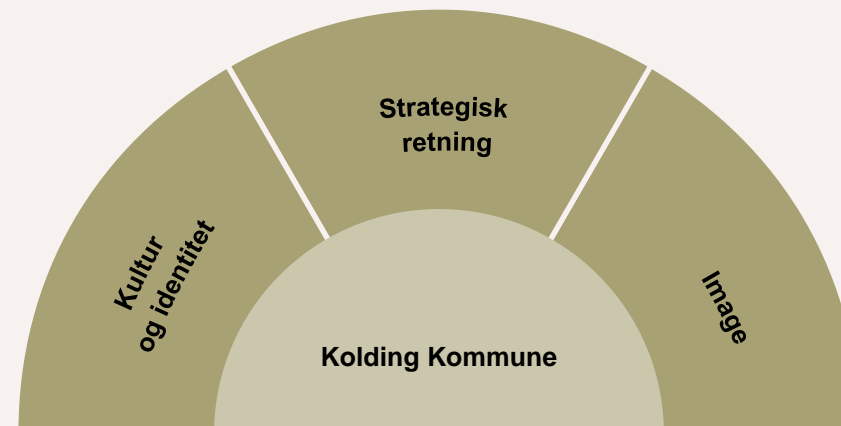 Strategisk
retning
Kultur
og identitet
Image
Kolding Kommune